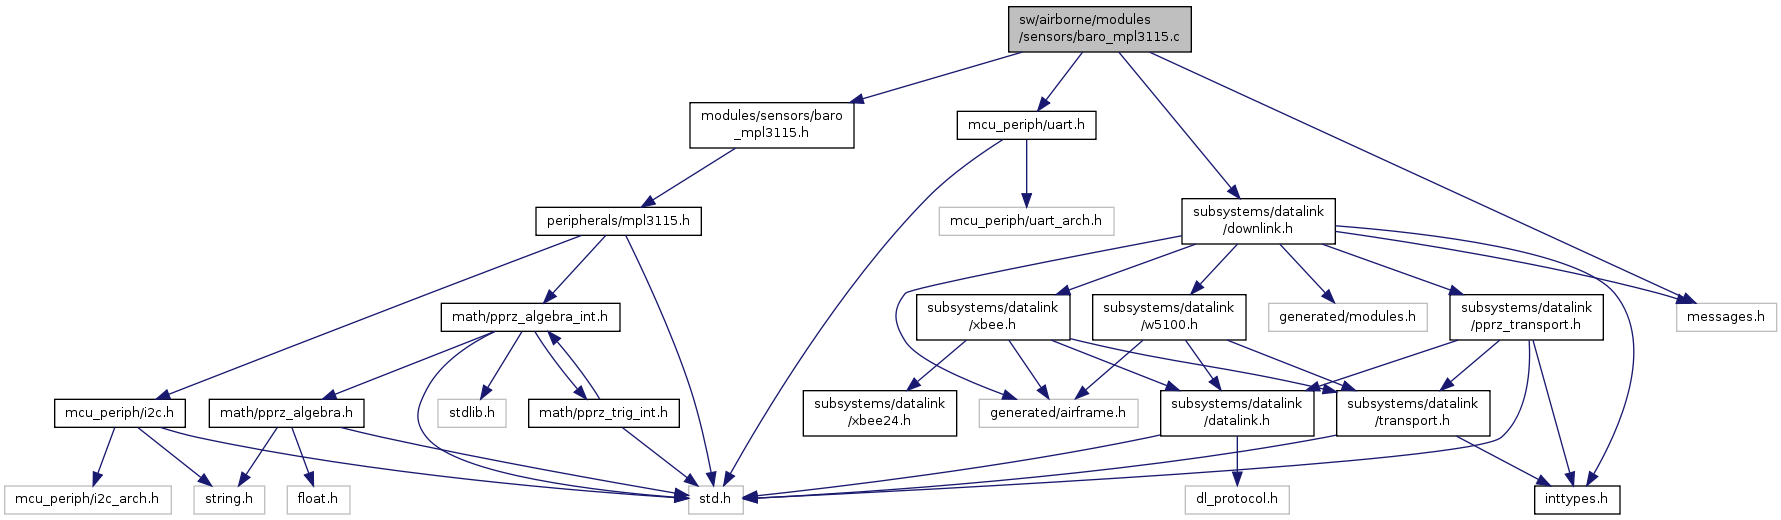 sw/airborne/modules
/sensors/baro_mpl3115.c
modules/sensors/baro
_mpl3115.h
mcu_periph/uart.h
peripherals/mpl3115.h
mcu_periph/uart_arch.h
subsystems/datalink
/downlink.h
math/pprz_algebra_int.h
subsystems/datalink
/xbee.h
subsystems/datalink
/w5100.h
generated/modules.h
subsystems/datalink
/pprz_transport.h
messages.h
mcu_periph/i2c.h
math/pprz_algebra.h
stdlib.h
math/pprz_trig_int.h
subsystems/datalink
/xbee24.h
generated/airframe.h
subsystems/datalink
/datalink.h
subsystems/datalink
/transport.h
mcu_periph/i2c_arch.h
string.h
float.h
std.h
dl_protocol.h
inttypes.h